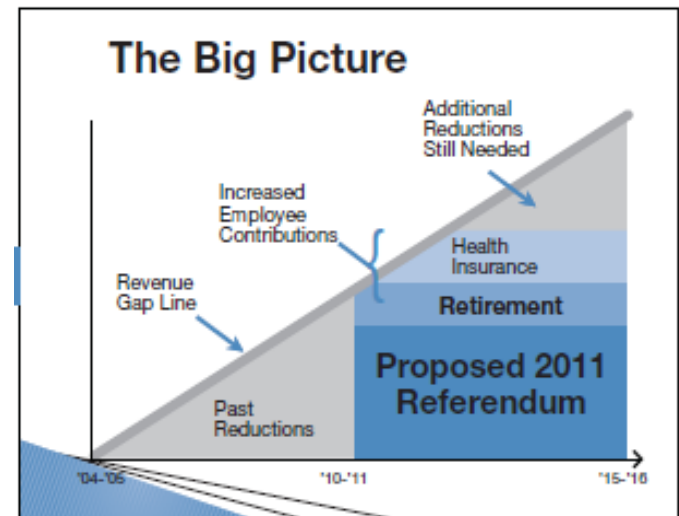 The Big Picture
Additional
Reductions
Still Needed
Increased
Employee
Contributions
Health
Insurance
Revenue
Gap Line
Retirement
Proposed 2011
Referendum
Past
Reductions
'04-'05
'10-'11
'15-'16